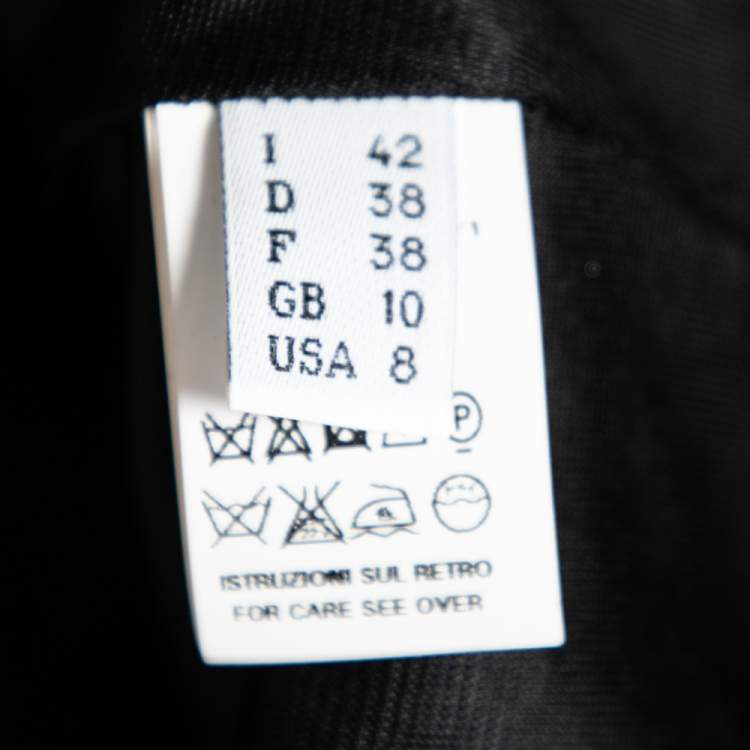 I 42
D 38
F 38
GB 10
USA 8
P
ISTRUZIONI SUL RETRO
FOR CARE SEE OVER